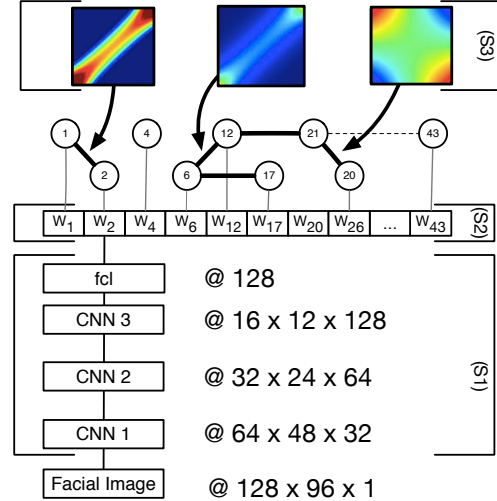 (S3)
1
4
12
21
43
2
6
17
20
W1 W2 W4 W6 W12 W17 W20 W26 ... W43
(S2)
fcl @ 128
CNN 3 @ 16 x 12 x 128
CNN 2 @ 32 x 24 x 64
(S1)
CNN 1 @ 64 x 48 x 32
Facial Image @ 128 x 96 x 1